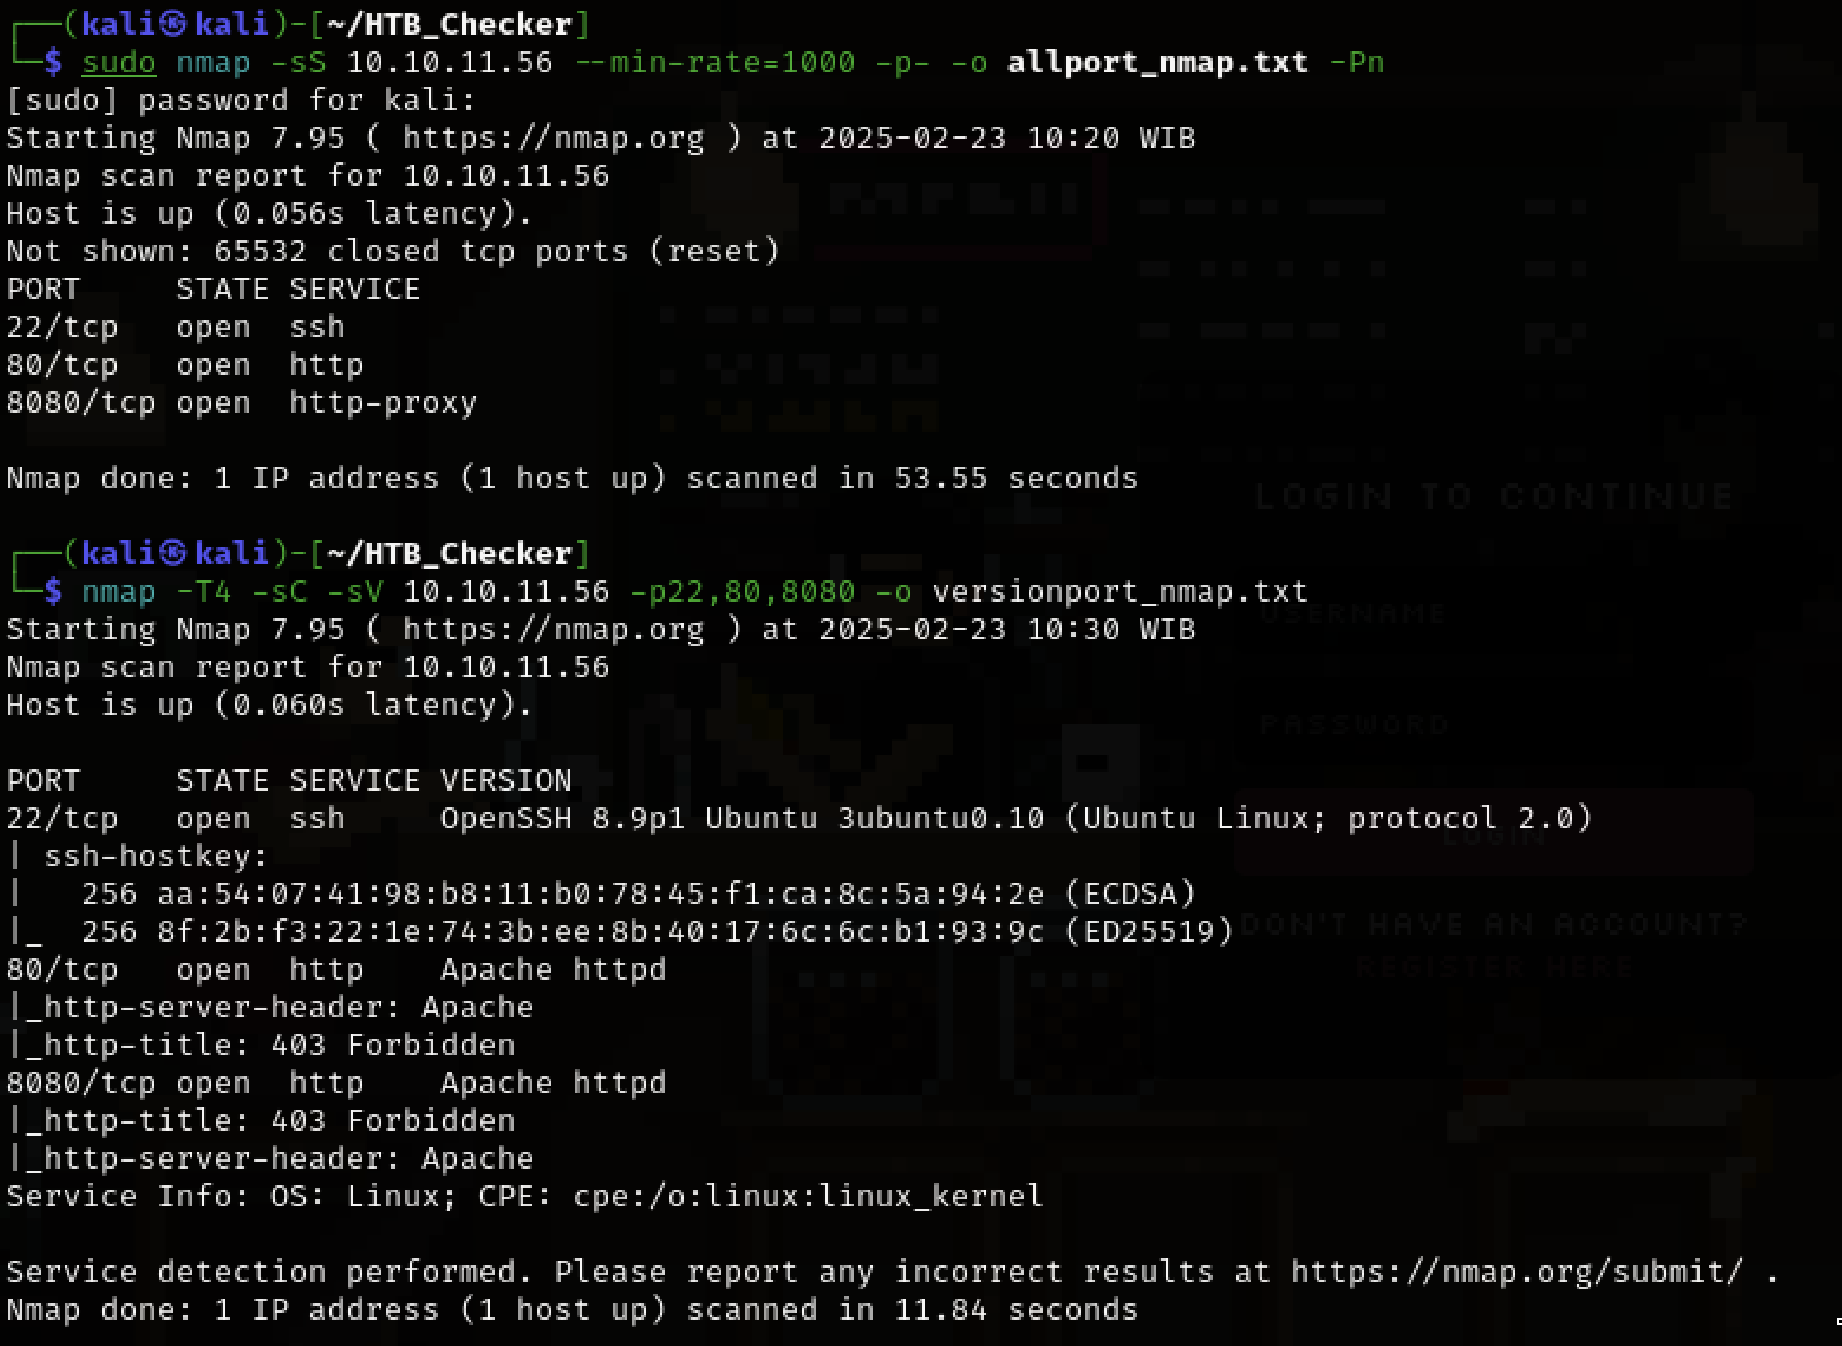 ┌──(kali㉿kali)-[~/HTB_Checker]
└─$ sudo nmap -sS 10.10.11.56 --min-rate=1000 -p- -o allport_nmap.txt -Pn
[sudo] password for kali:
Starting Nmap 7.95 ( https://nmap.org ) at 2025-02-23 10:20 WIB
Nmap scan report for 10.10.11.56
Host is up (0.056s latency).
Not shown: 65532 closed tcp ports (reset)
PORT     STATE SERVICE
22/tcp   open  ssh
80/tcp   open  http
8080/tcp open  http-proxy
Nmap done: 1 IP address (1 host up) scanned in 53.55 seconds
LOGIN TO CONTINUE
┌──(kali㉿kali)-[~/HTB_Checker]
└─$ nmap -T4 -sC -sV 10.10.11.56 -p22,80,8080 -o versionport_nmap.txt
USERNAME
Starting Nmap 7.95 ( https://nmap.org ) at 2025-02-23 10:30 WIB
Nmap scan report for 10.10.11.56
Host is up (0.060s latency).
PASSWORD
PORT     STATE SERVICE VERSION
22/tcp   open  ssh     OpenSSH 8.9p1 Ubuntu 3ubuntu0.10 (Ubuntu Linux; protocol 2.0)
LOGIN
| ssh-hostkey:
|   256 aa:54:07:41:98:b8:11:b0:78:45:f1:ca:8c:5a:94:2e (ECDSA)
|_  256 8f:2b:f3:22:1e:74:3b:ee:8b:40:17:6c:6c:b1:93:9c (ED25519)
DON'T HAVE AN ACCOUNT?
REGISTER HERE
80/tcp   open  http    Apache httpd
|_http-server-header: Apache
|_http-title: 403 Forbidden
8080/tcp open  http    Apache httpd
|_http-title: 403 Forbidden
|_http-server-header: Apache
Service Info: OS: Linux; CPE: cpe:/o:linux:linux_kernel
Service detection performed. Please report any incorrect results at https://nmap.org/submit/ .
Nmap done: 1 IP address (1 host up) scanned in 11.84 seconds